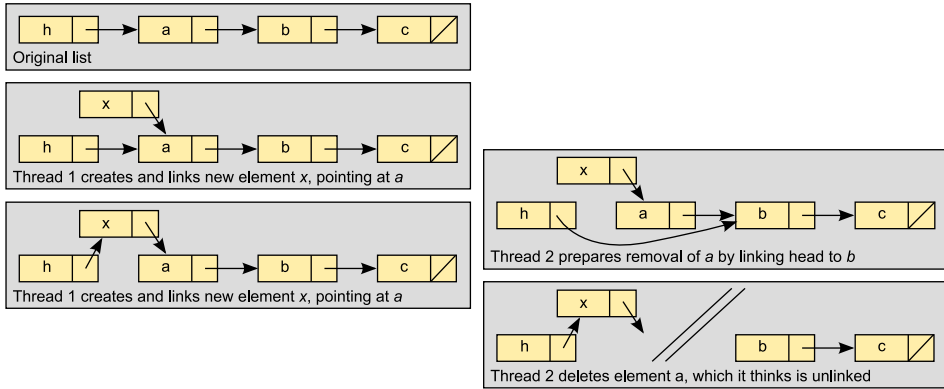 h a b c
Original list
x
h a b c
Thread 1 creates and links new element x, pointing at a
x
h a b c
Thread 1 creates and links new element x, pointing at a
x
h a b c
Thread 2 prepares removal of a by linking head to b
x
h b c
Thread 2 deletes element a, which it thinks is unlinked